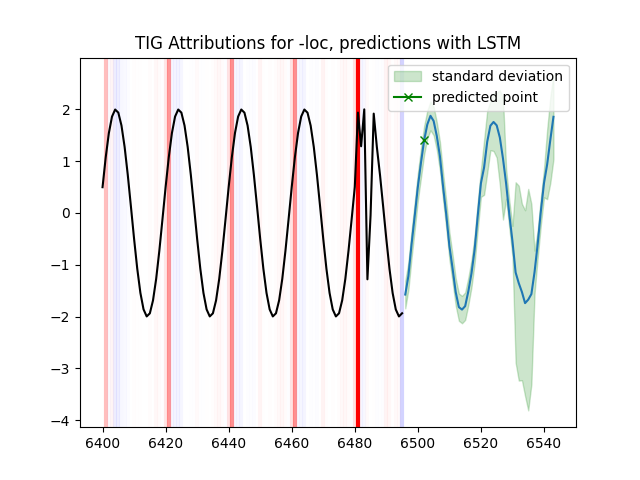 TIG Attributions for -loc, predictions with LSTM
standard deviation
predicted point
2
1
0
−1
−2
−3
−4
6400 6420 6440 6460 6480 6500 6520 6540